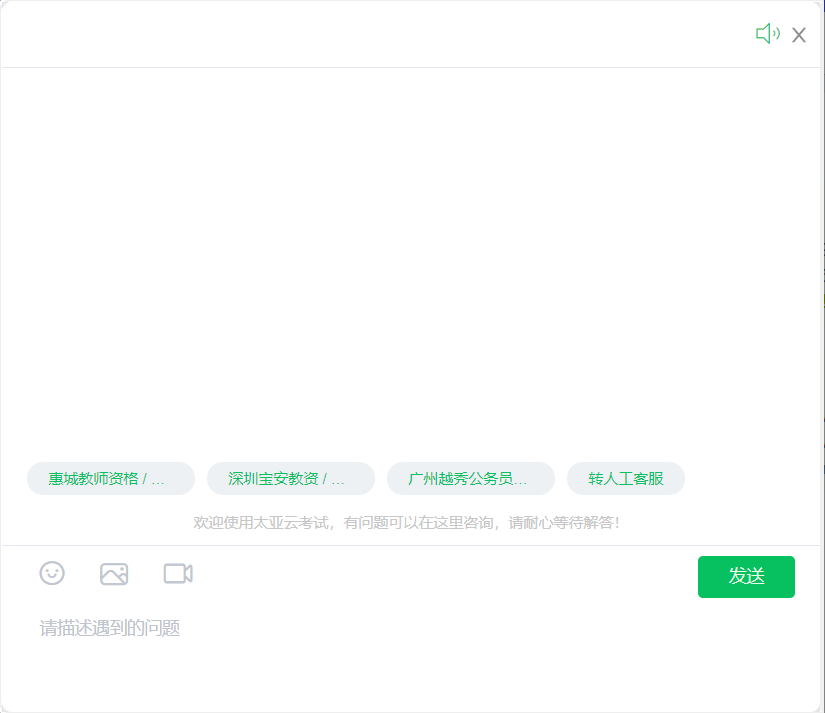 惠城教师资格 / ...
深圳宝安教资 / ...
广州越秀公务员...
转人工客服
欢迎使用太亚云考试，有问题可以在这里咨询，请耐心等待解答！
发送
请描述遇到的问题